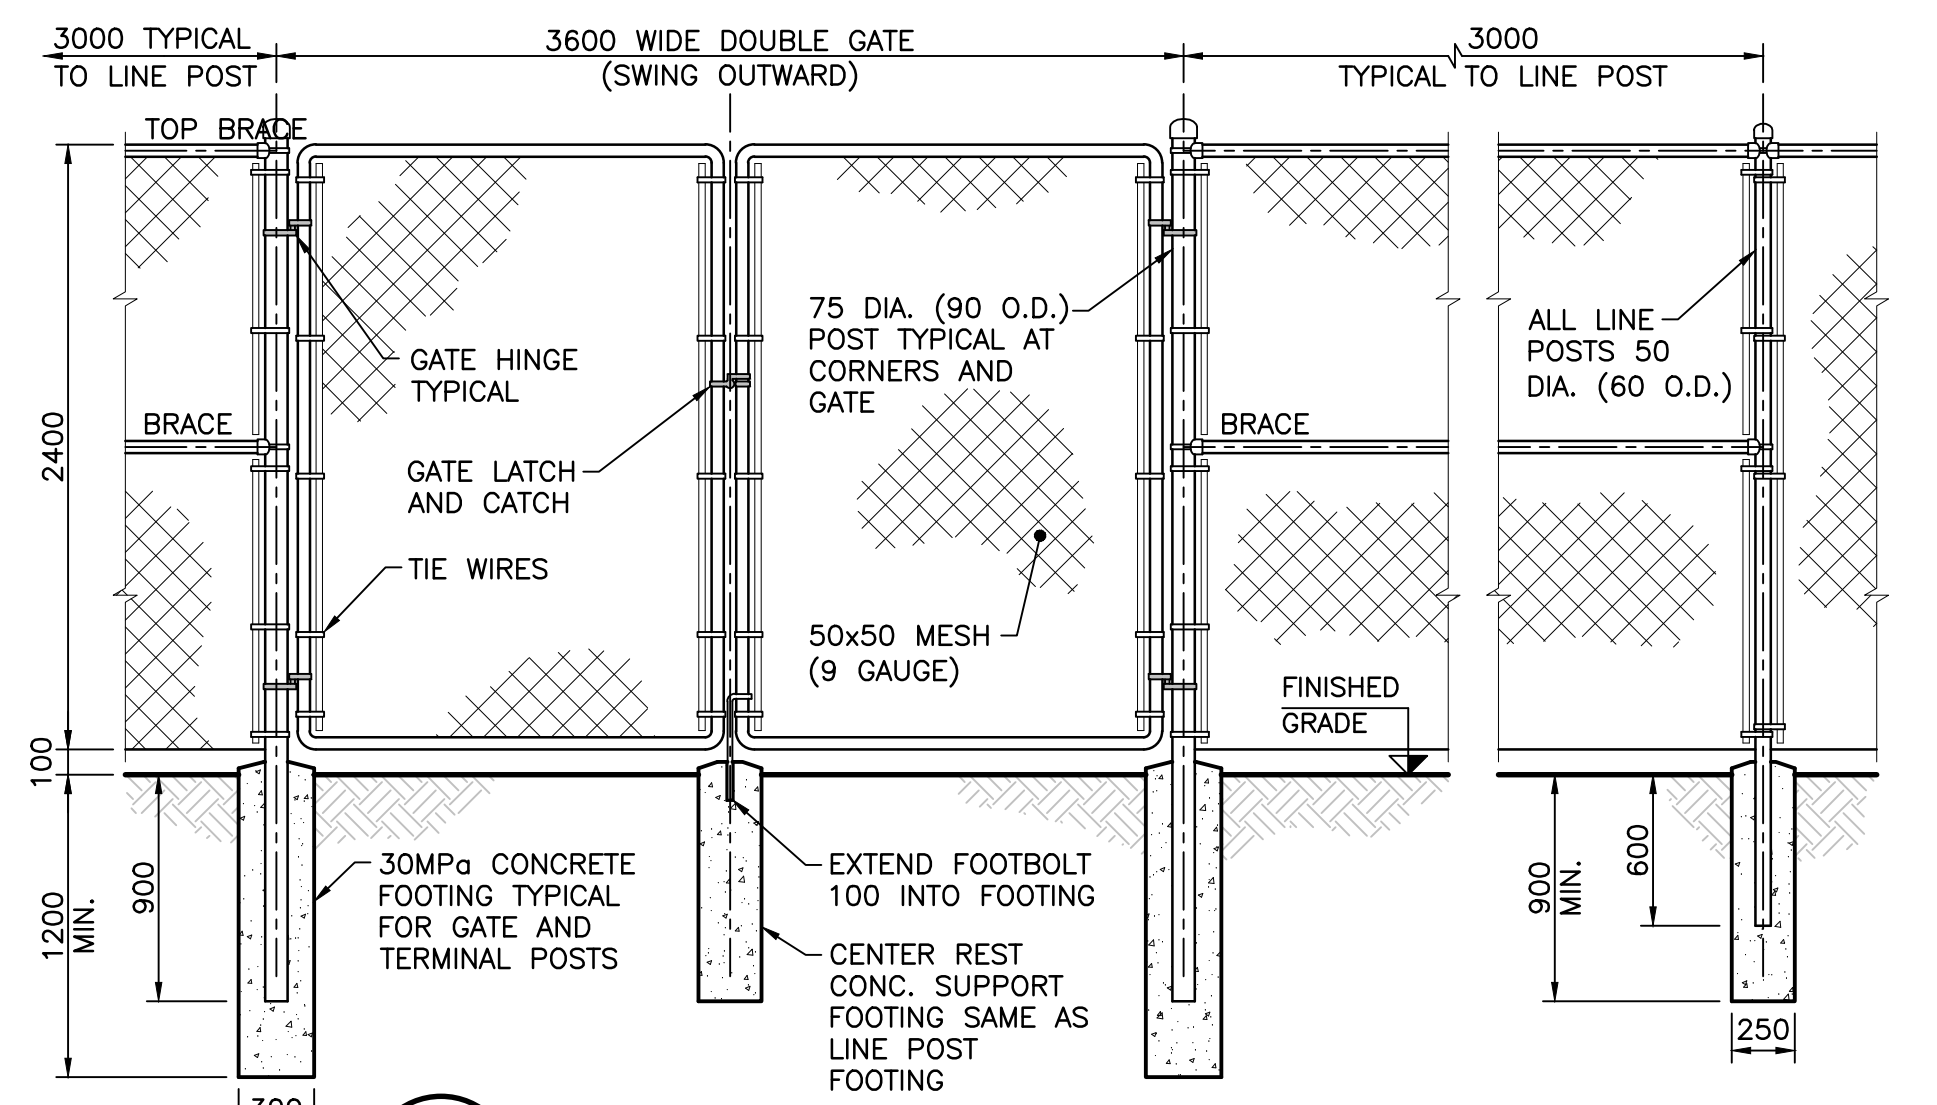 3000 TYPICAL
TO LINE POST
3600 WIDE DOUBLE GATE
(SWING OUTWARD)
3000
TYPICAL TO LINE POST
TOP BRACE
GATE HINGE
TYPICAL
75 DIA. (90 O.D.)
POST TYPICAL AT
CORNERS AND
GATE
ALL LINE
POSTS 50
DIA. (60 O.D.)
BRACE
BRACE
2400
GATE LATCH
AND CATCH
TIE WIRES
50x50 MESH
(9 GAUGE)
FINISHED
GRADE
100
1200
MIN.
900
30MPa CONCRETE
FOOTING TYPICAL
FOR GATE AND
TERMINAL POSTS
EXTEND FOOTBOLT
100 INTO FOOTING
CENTER REST
CONC. SUPPORT
FOOTING SAME AS
LINE POST
FOOTING
900
MIN.
600
250